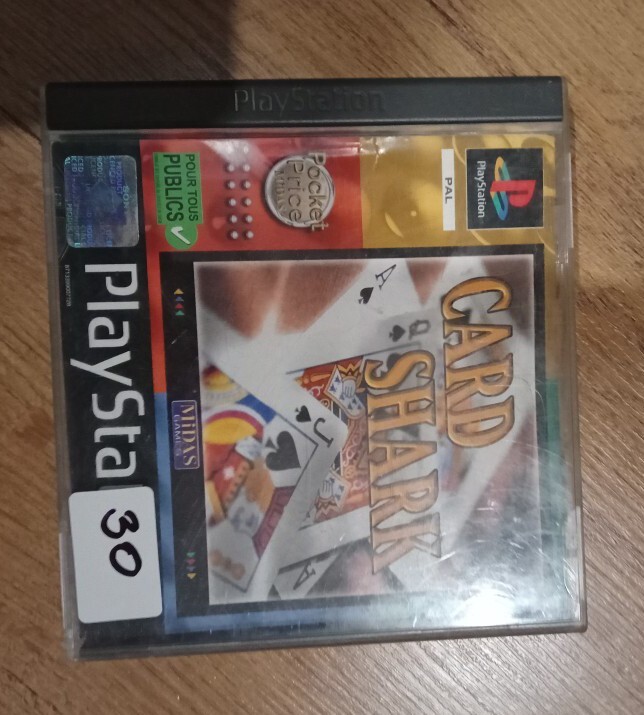 PlayStation
PlayStation
PAL
Pocket
Price
POUR TOUS
PUBLICS
CARD
SHARK
A
Q
J
A
MiDAS
GAMES
PlaySta
30